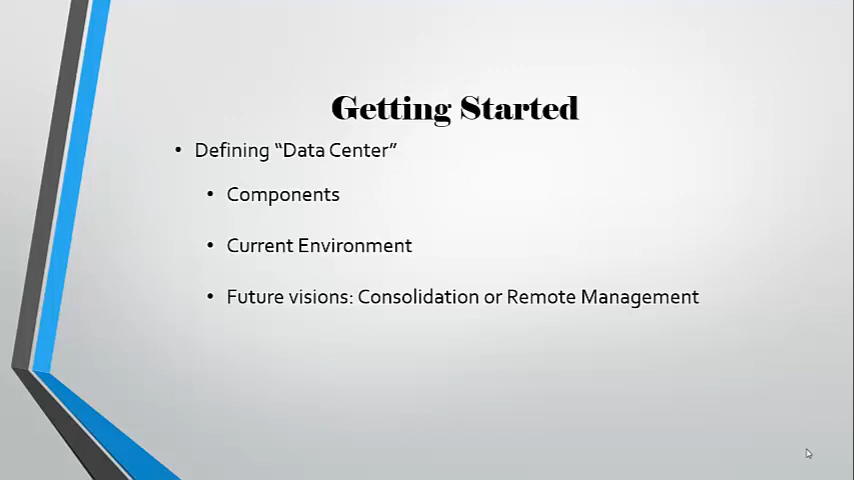 Getting Started
• Defining “Data Center”
• Components
• Current Environment
• Future visions: Consolidation or Remote Management